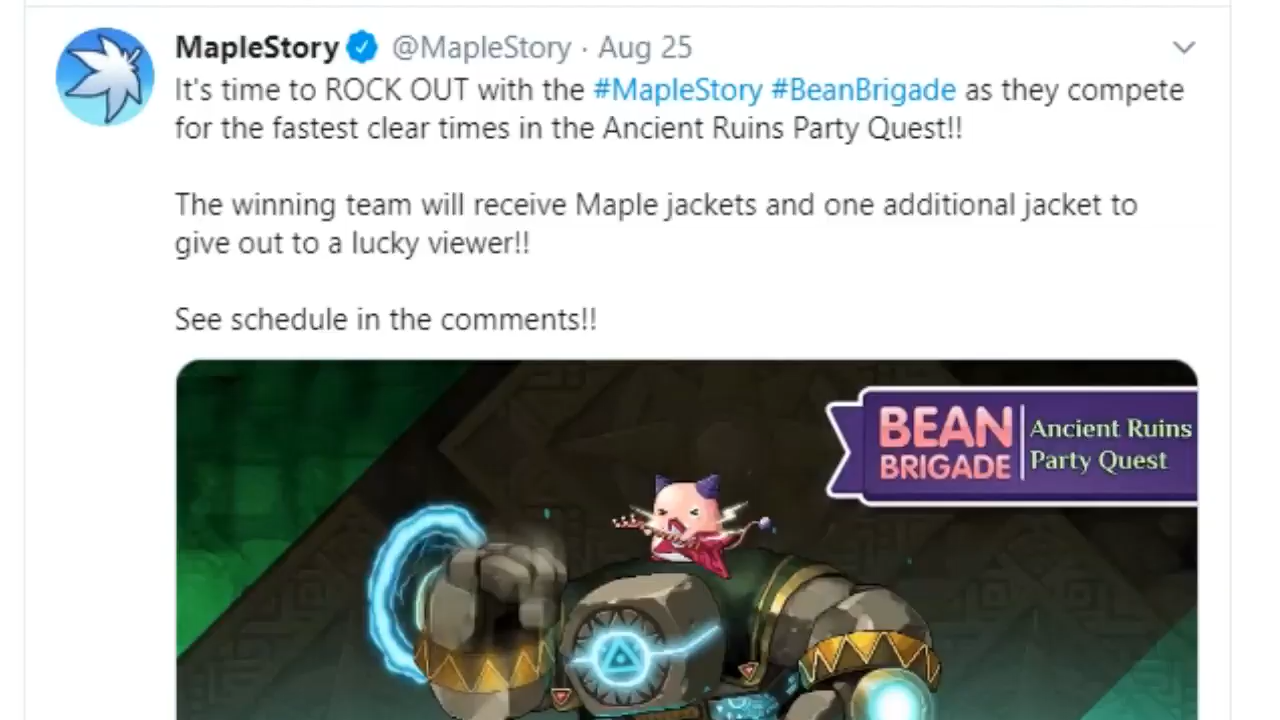 MapleStory @MapleStory · Aug 25
It's time to ROCK OUT with the #MapleStory #BeanBrigade as they compete
for the fastest clear times in the Ancient Ruins Party Quest!!
The winning team will receive Maple jackets and one additional jacket to
give out to a lucky viewer!!
See schedule in the comments!!
BEAN
BRIGADE
Ancient Ruins
Party Quest